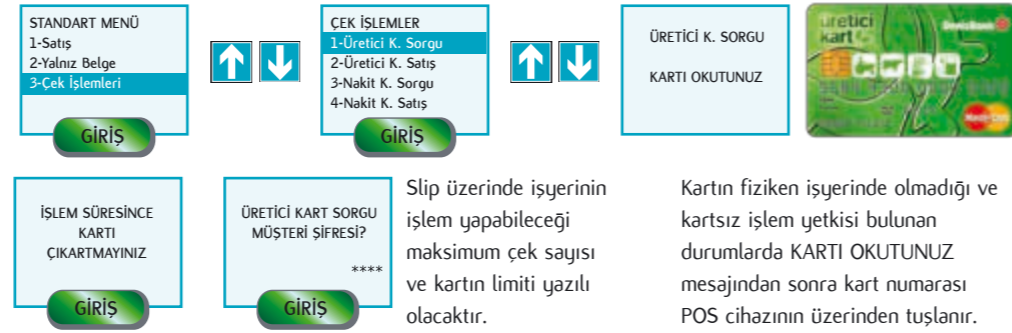 STANDART MENÜ
1-Satış
2-Yalnız Belge
3-Çek İşlemleri
GİRİŞ
ÇEK İŞLEMLER
1-Üretici K. Sorgu
2-Üretici K. Satış
3-Nakit K. Sorgu
4-Nakit K. Satış
GİRİŞ
ÜRETİCİ K. SORGU
KARTI OKUTUNUZ
üretici
kart
DenizBank
MasterCard
İŞLEM SÜRESİNCE
KARTI
ÇIKARTMAYINIZ
GİRİŞ
ÜRETİCİ KART SORGU
MÜŞTERİ ŞİFRESİ?
****
GİRİŞ
Slip üzerinde işyerinin
işlem yapabileceği
maksimum çek sayısı
ve kartın limiti yazılı
olacaktır.
Kartın fiziken işyerinde olmadığı ve
kartsız işlem yetkisi bulunan
durumlarda KARTI OKUTUNUZ
mesajından sonra kart numarası
POS cihazının üzerinden tuşlanır.